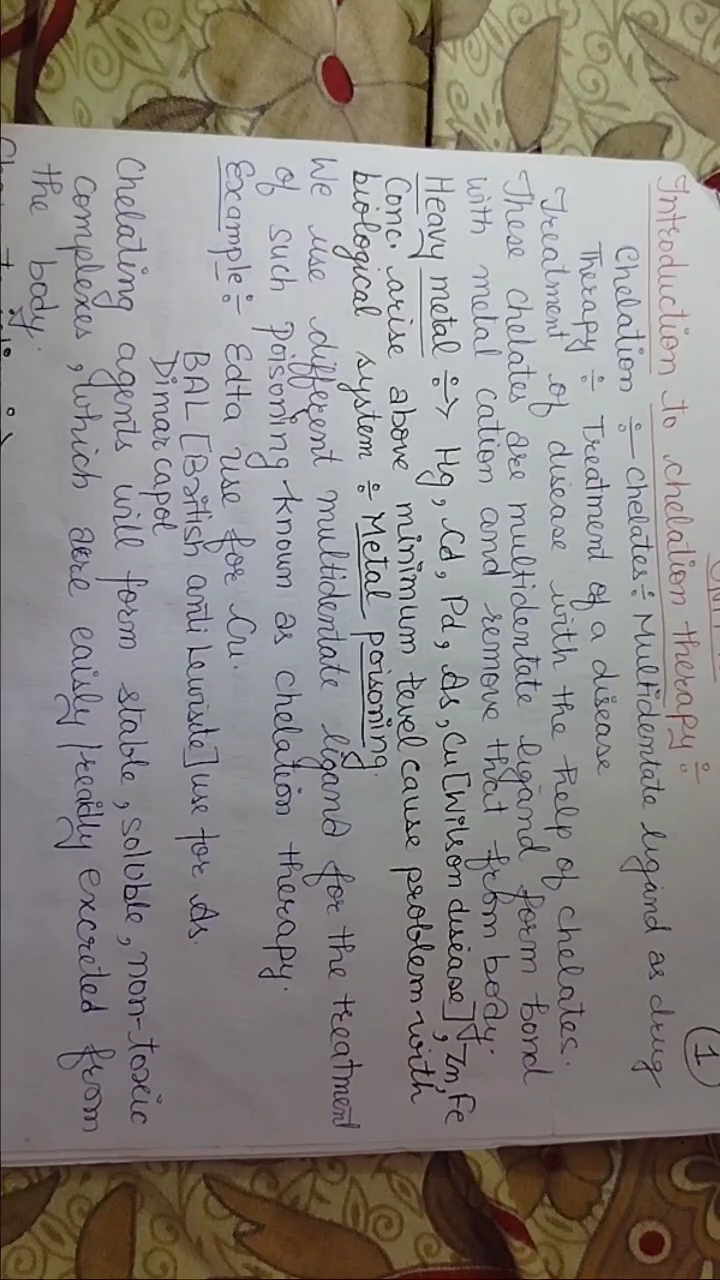 (1)
Introduction to chelation therapy ÷
Chelation ÷ chelates ÷ Multidentate ligand as drug
Therapy ÷ Treatment of a disease
Treatment of disease with the help of chelates.
These chelates are multidentate ligand form bond
with metal cation and remove that from body.
Heavy metal ÷> Hg, Cd, Pd, As, Cu[Wilson disease], Zn, Fe
Conc. arise above minimum level cause problem with
biological system ÷ Metal poisoning.
We use different multidentate ligand for the treatment
of such poisoning known as chelation therapy.
Example ÷ Edta use for Cu.
BAL [British anti Lewisite] use for As.
Dimarcapol
Chelating agents will form stable, soluble, non-toxic
complexes, which are eaisly/readily excreted from
the body.